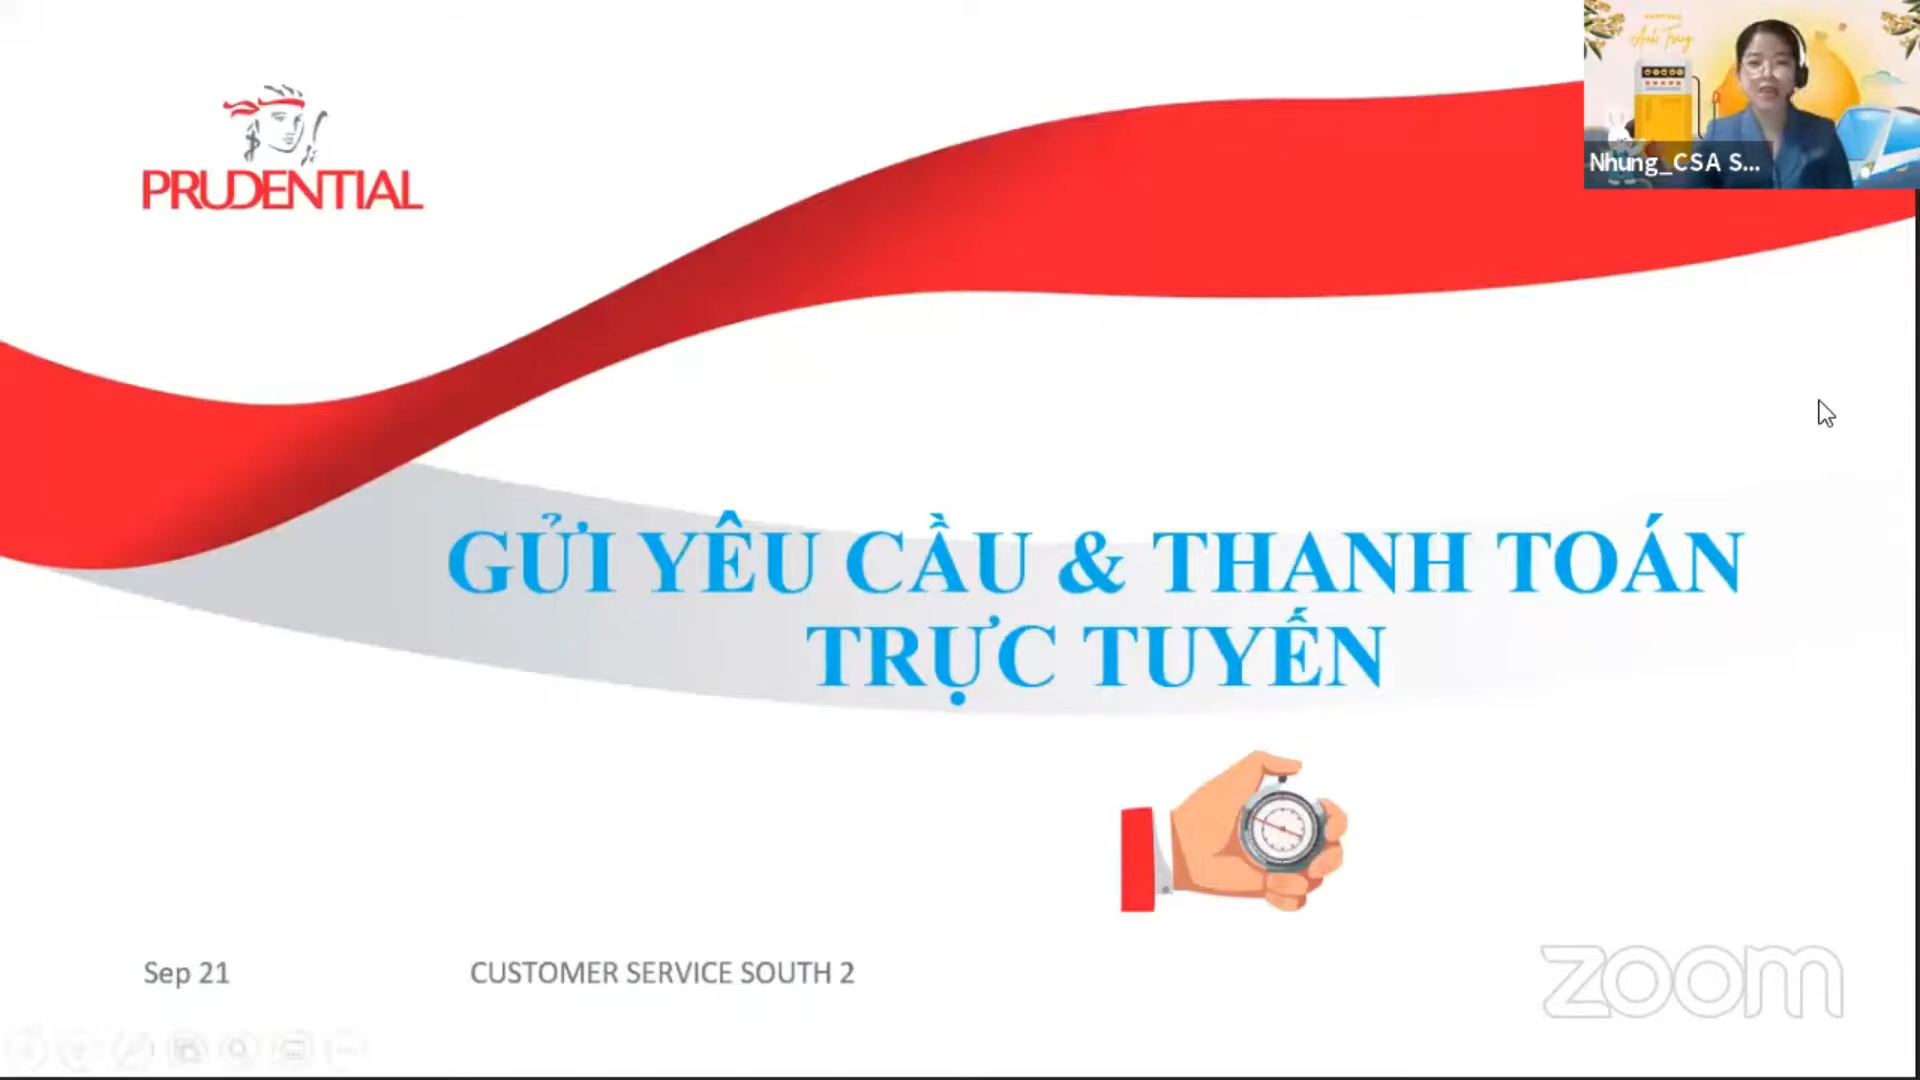 PRUDENTIAL
Nhung_CSA S...
GỬI YÊU CẦU & THANH TOÁN
TRỰC TUYẾN
Sep 21
CUSTOMER SERVICE SOUTH 2
zoom